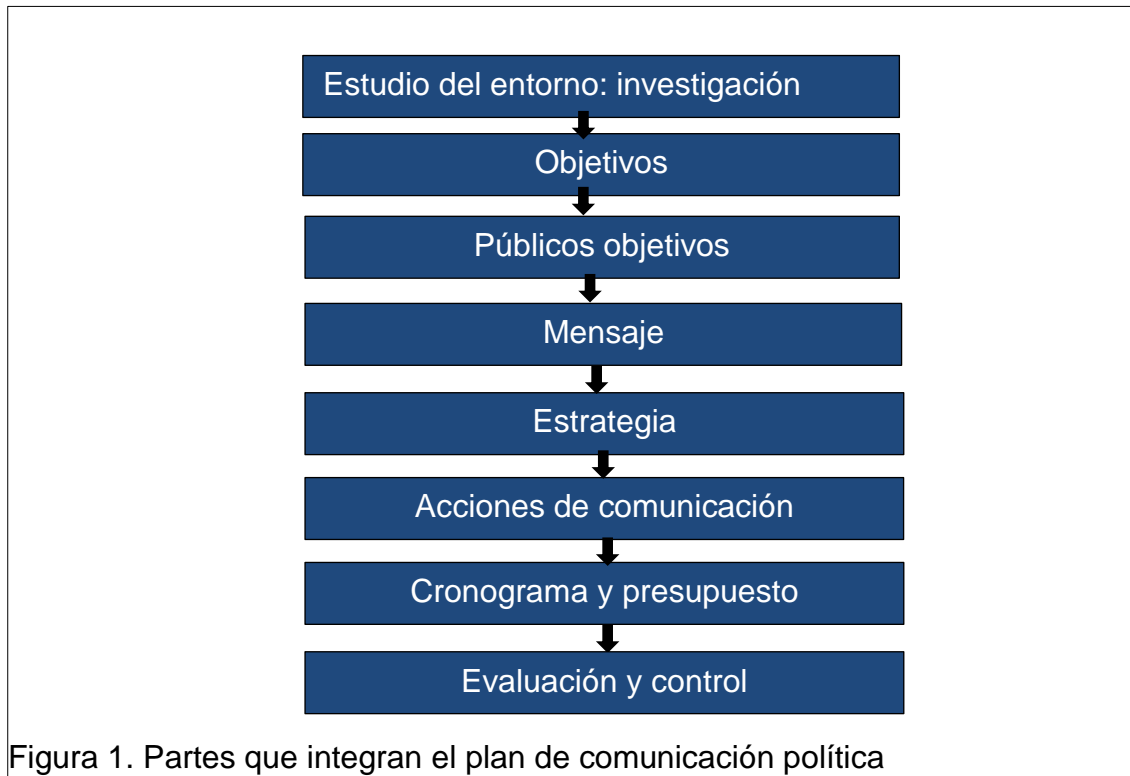 Estudio del entorno: investigación
Objetivos
Públicos objetivos
Mensaje
Estrategia
Acciones de comunicación
Cronograma y presupuesto
Evaluación y control
Figura 1. Partes que integran el plan de comunicación política